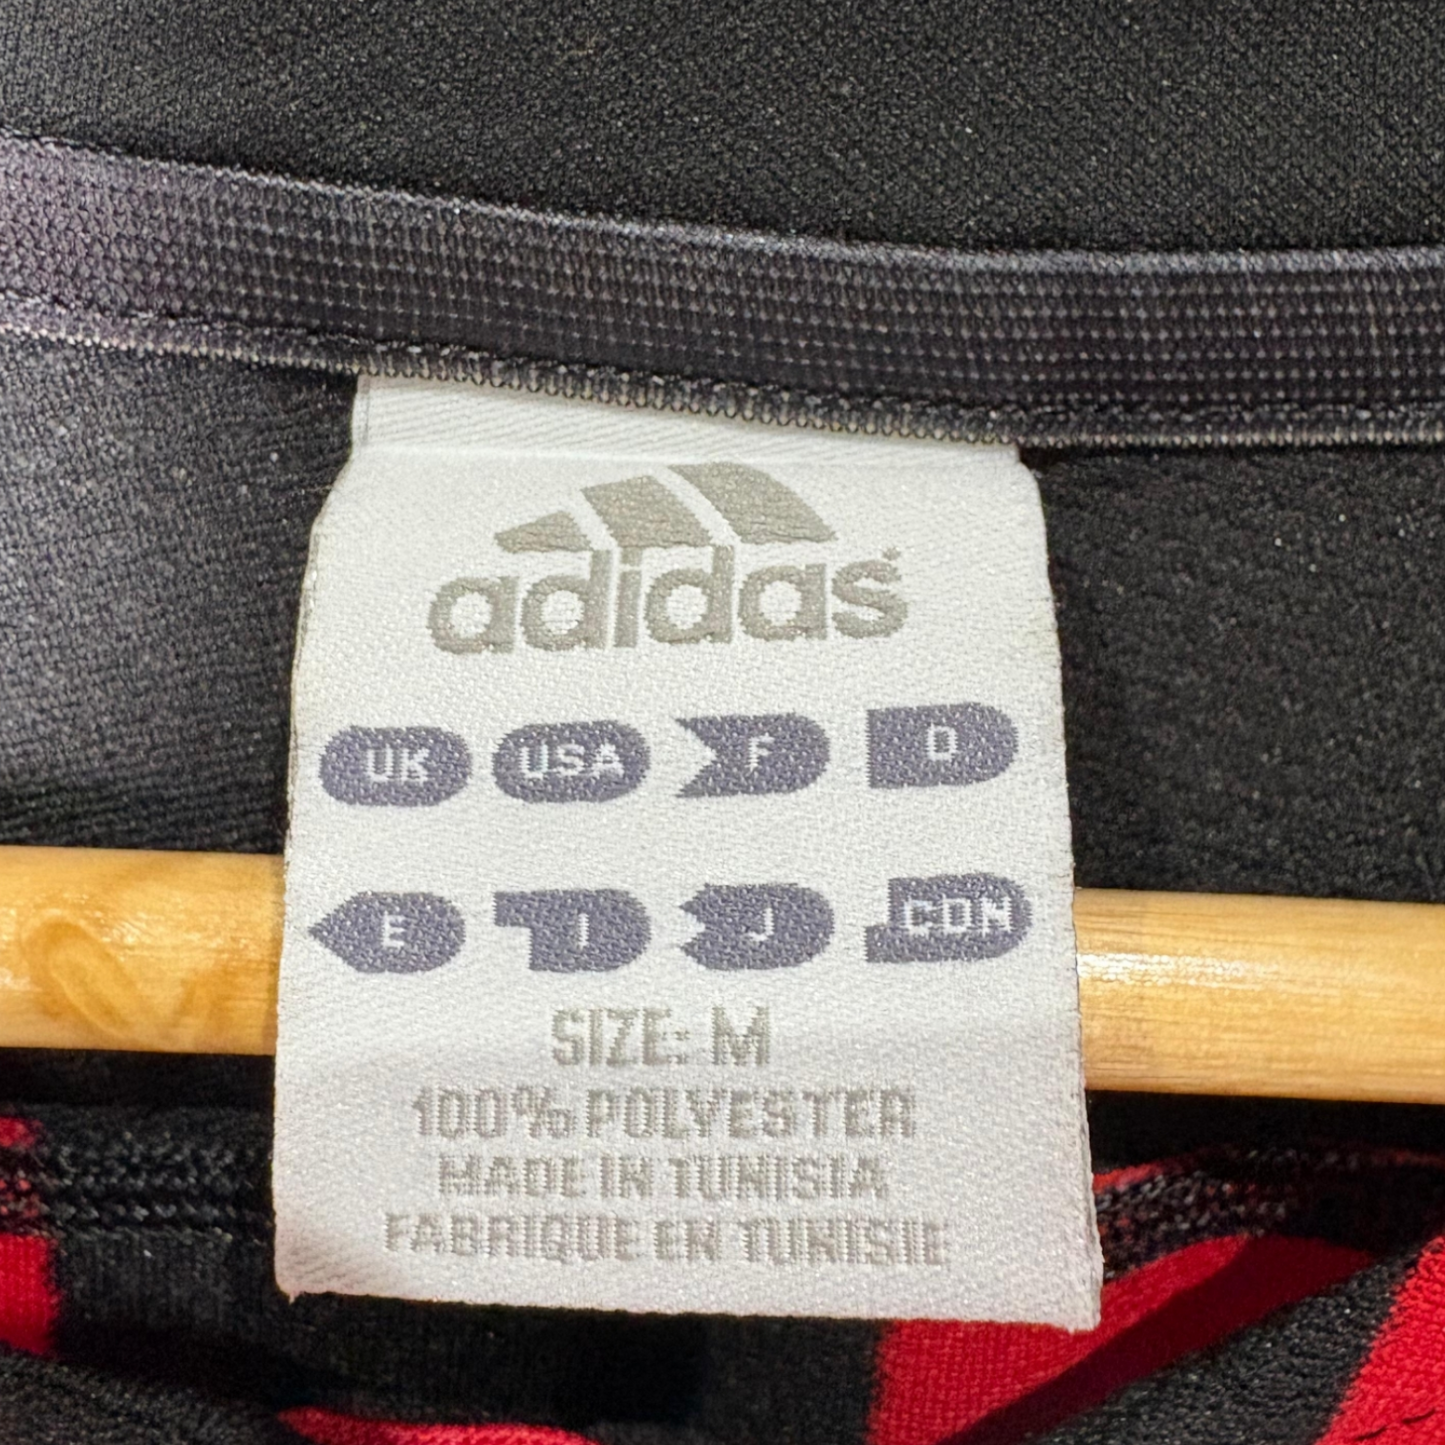 adidas
UK USA F D
E I J CDN
SIZE: M
100% POLYESTER
MADE IN TUNISIA
FABRIQUE EN TUNISIE